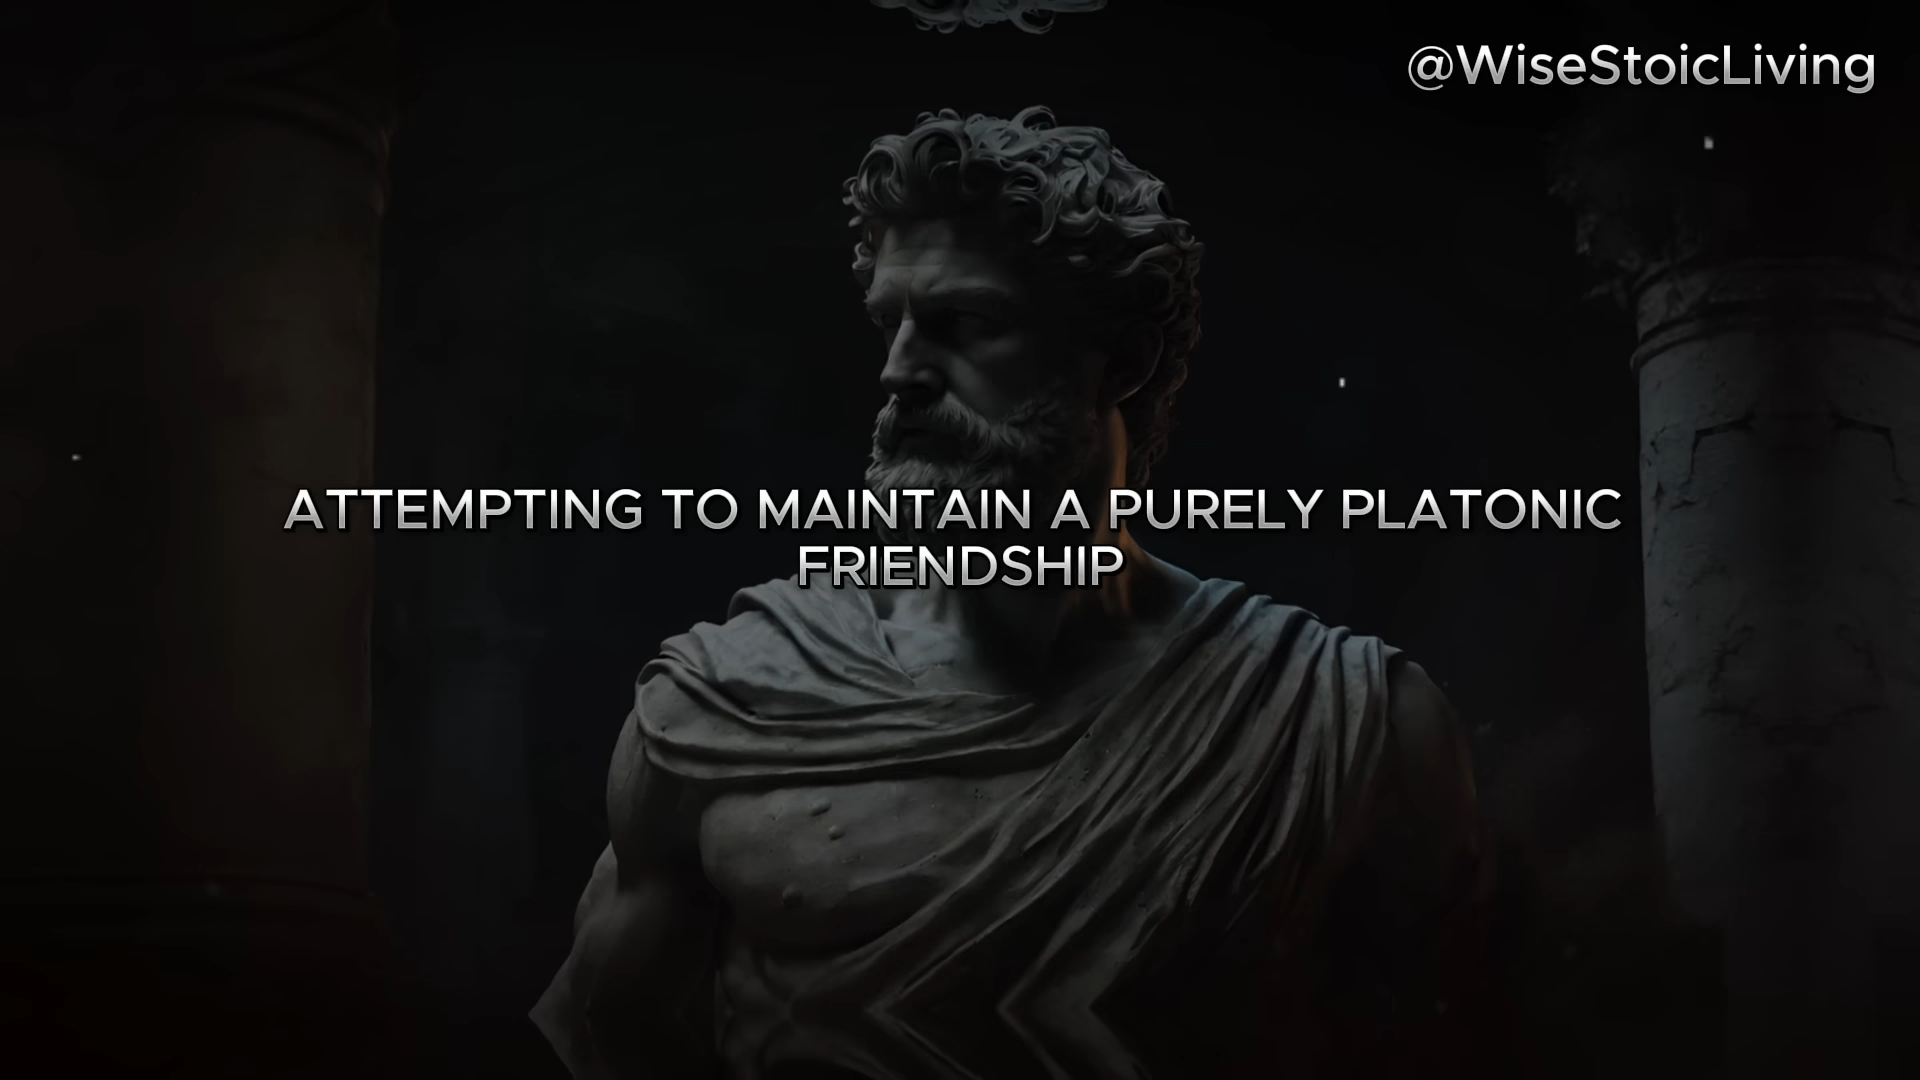 @WiseStoicLiving
ATTEMPTING TO MAINTAIN A PURELY PLATONIC
FRIENDSHIP